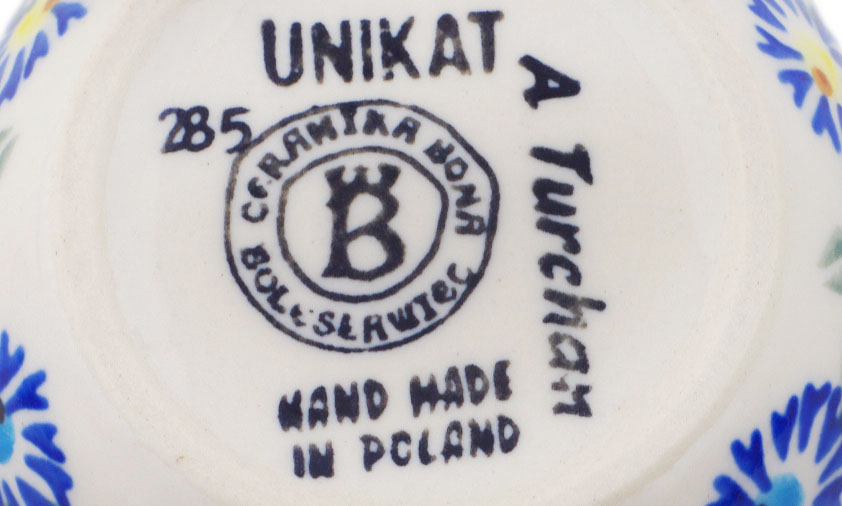 UNIKAT
285
CERAMIKA BONA
B
BOLESŁAWIEC
HAND MADE
IN POLAND
A Turchan